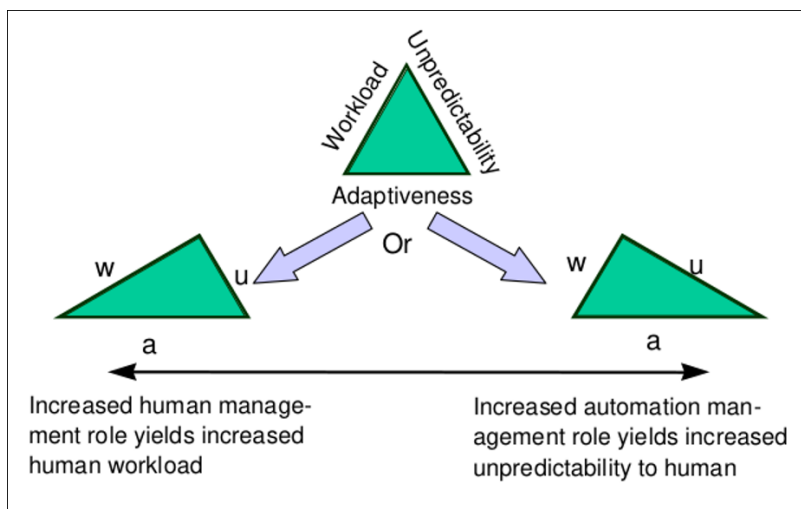 Workload
Unpredictability
Adaptiveness
Or
w
u
a
w
u
a
Increased human manage-
ment role yields increased
human workload
Increased automation man-
agement role yields increased
unpredictability to human